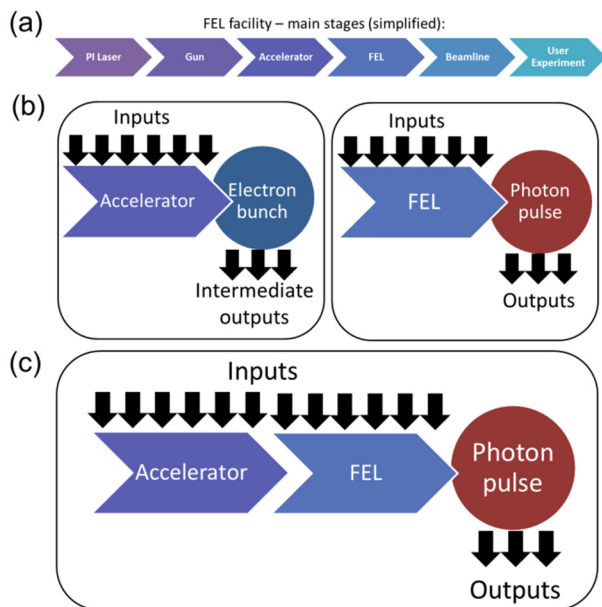 (a)
FEL facility – main stages (simplified):
PI Laser
Gun
Accelerator
FEL
Beamline
User
Experiment
(b)
Inputs
Accelerator
Electron
bunch
Intermediate
outputs
Inputs
FEL
Photon
pulse
Outputs
(c)
Inputs
Accelerator
FEL
Photon
pulse
Outputs